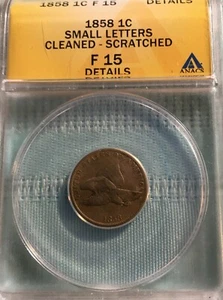 1858 1C F 15 DETAILS
1858 1C
SMALL LETTERS
CLEANED - SCRATCHED
F 15
DETAILS
ANACS